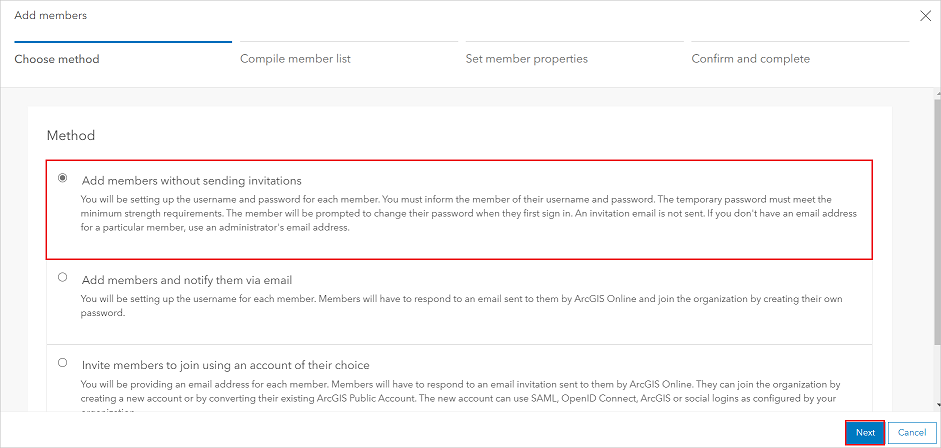 Add members
Choose method
Compile member list
Set member properties
Confirm and complete
Method
Add members without sending invitations
You will be setting up the username and password for each member. You must inform the member of their username and password. The temporary password must meet the
minimum strength requirements. The member will be prompted to change their password when they first sign in. An invitation email is not sent. If you don't have an email address
for a particular member, use an administrator's email address.
Add members and notify them via email
You will be setting up the username for each member. Members will have to respond to an email sent to them by ArcGIS Online and join the organization by creating their own
password.
Invite members to join using an account of their choice
You will be providing an email address for each member. Members will have to respond to an email invitation sent to them by ArcGIS Online. They can join the organization by
creating a new account or by converting their existing ArcGIS Public Account. The new account can use SAML, OpenID Connect, ArcGIS or social logins as configured by your
organization.
Next
Cancel